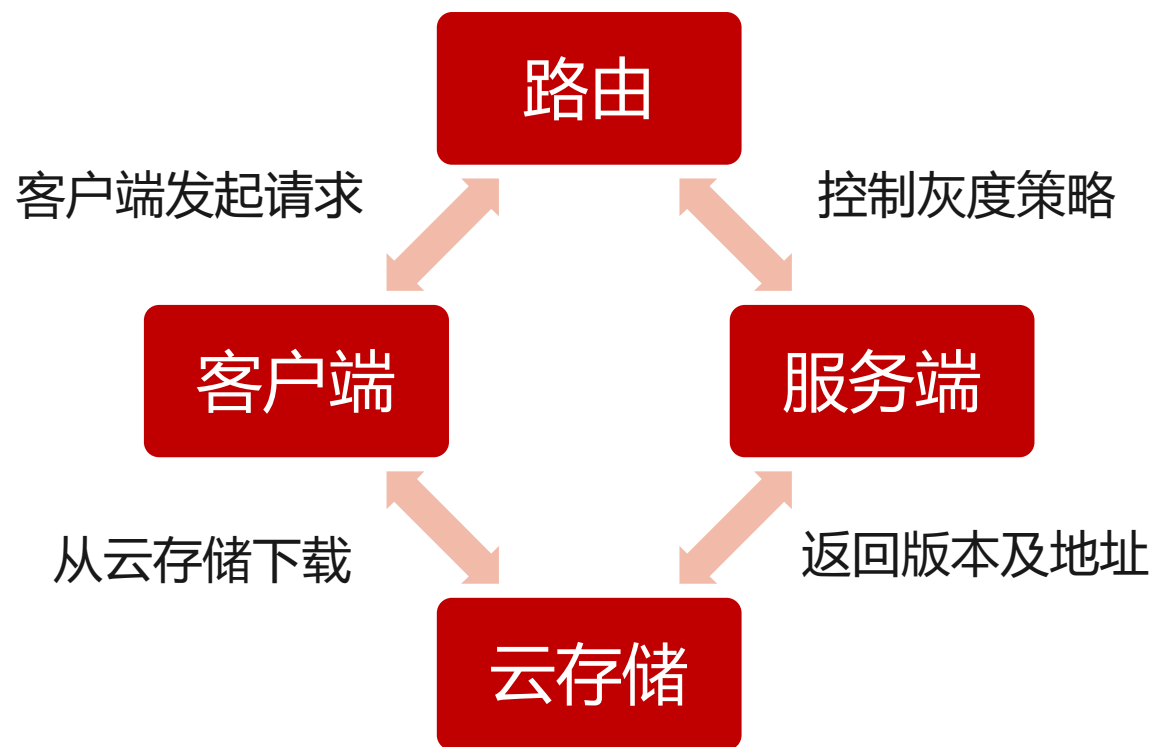 路由
客户端发起请求
控制灰度策略
客户端
服务端
从云存储下载
返回版本及地址
云存储